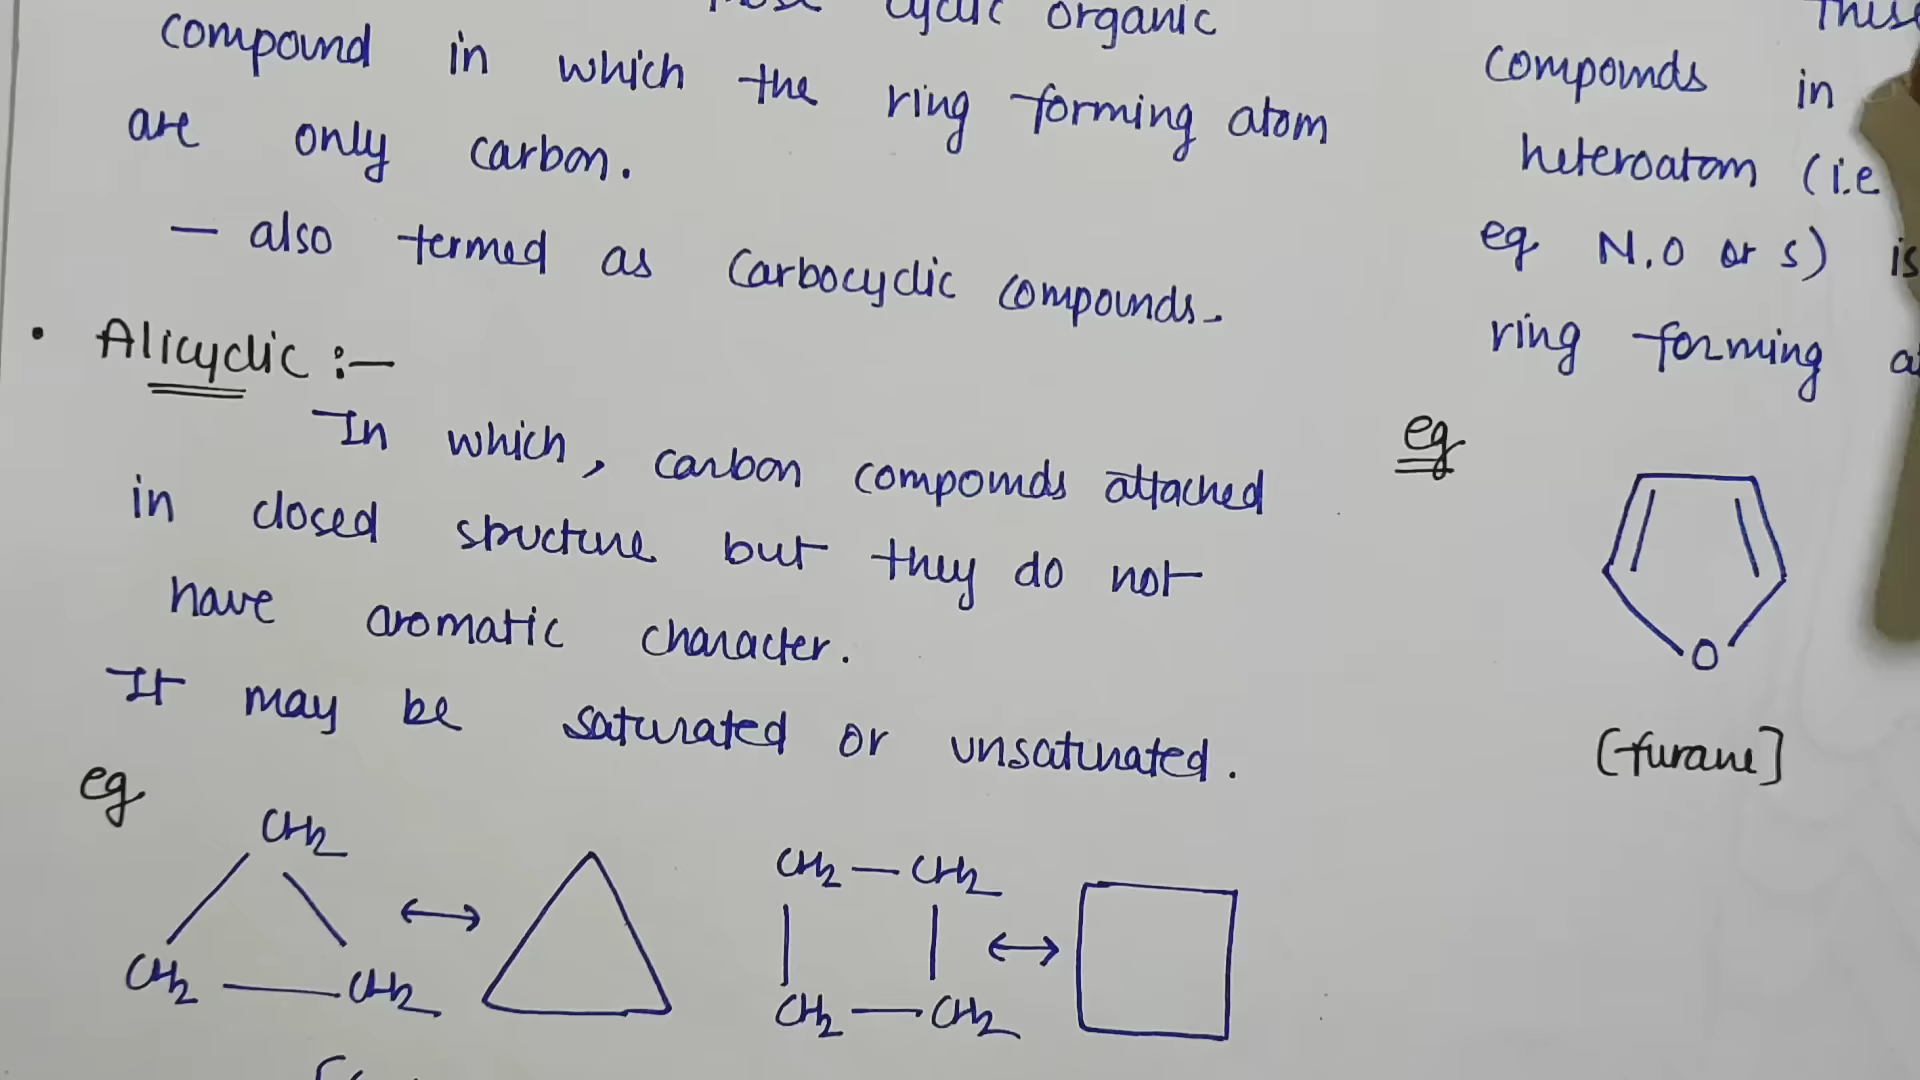 cyclic organic
compound in which the ring forming atom
are only carbon.
— also termed as Carbocyclic compounds.
• Alicyclic :—
In which, carbon compounds attached
in closed structure but they do not
have aromatic character.
It may be saturated or unsaturated.
eg
CH2
CH2 CH2
CH2 — CH2
CH2 — CH2
This
compounds in
heteroatom (i.e
eg N,O or S) is
ring forming
eg
O
[furane]